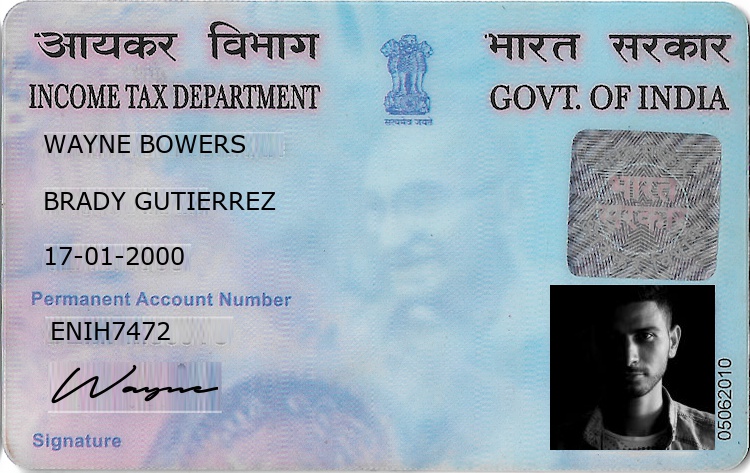 आयकर विभाग
भारत सरकार
INCOME TAX DEPARTMENT
GOVT. OF INDIA
सत्यमेव जयते
WAYNE BOWERS
BRADY GUTIERREZ
17-01-2000
भारत
सरकार
Permanent Account Number
ENIH7472
Wayne
Signature
05062010